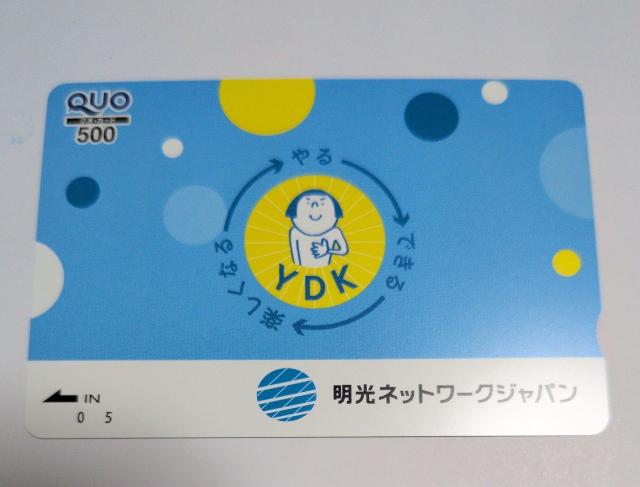 QUO
クオ・カード
500
やる
できる
楽しくなる
YDK
IN
0 5
明光ネットワークジャパン